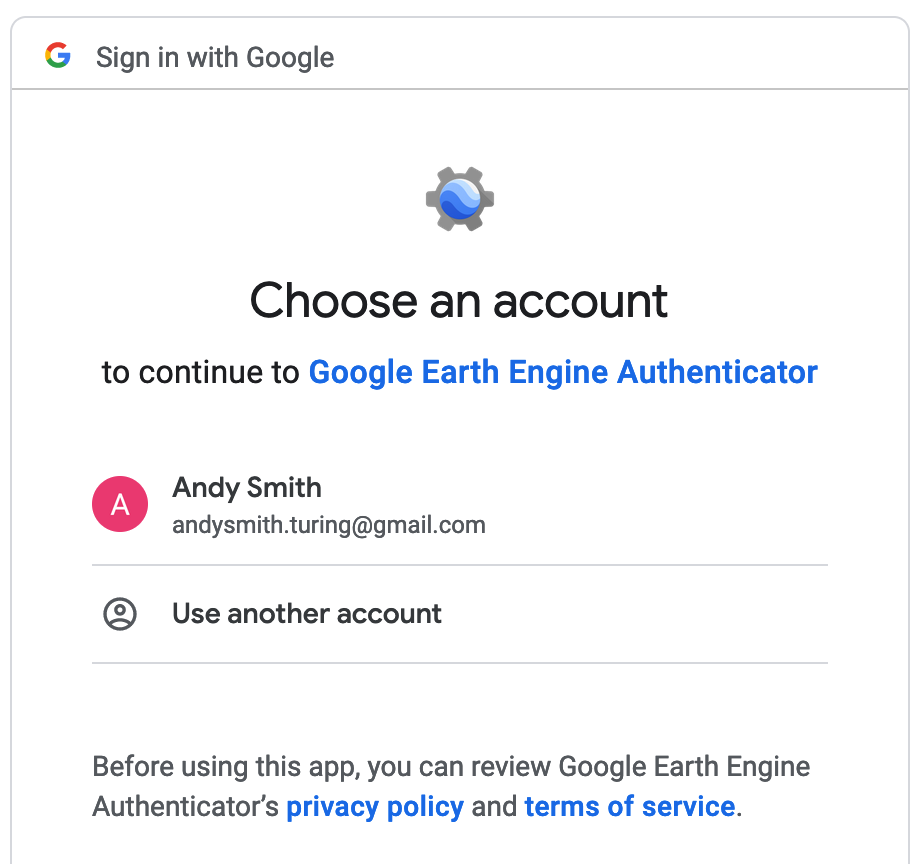 Sign in with Google
Choose an account
to continue to Google Earth Engine Authenticator
A
Andy Smith
andysmith.turing@gmail.com
Use another account
Before using this app, you can review Google Earth Engine
Authenticator’s privacy policy and terms of service.